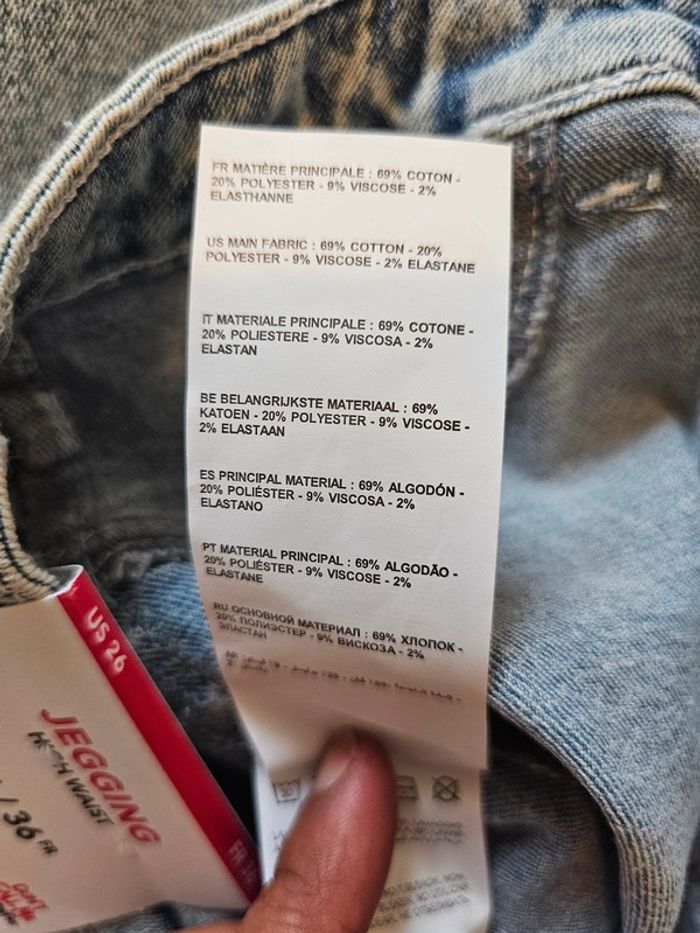 FR MATIÈRE PRINCIPALE : 69% COTON -
20% POLYESTER - 9% VISCOSE - 2%
ELASTHANNE
US MAIN FABRIC : 69% COTTON - 20%
POLYESTER - 9% VISCOSE - 2% ELASTANE
IT MATERIALE PRINCIPALE : 69% COTONE -
20% POLIESTERE - 9% VISCOSA - 2%
ELASTAN
BE BELANGRIJKSTE MATERIAAL : 69%
KATOEN - 20% POLYESTER - 9% VISCOSE -
2% ELASTAAN
ES PRINCIPAL MATERIAL : 69% ALGODÓN -
20% POLIÉSTER - 9% VISCOSA - 2%
ELASTANO
PT MATERIAL PRINCIPAL : 69% ALGODÃO -
20% POLIÉSTER - 9% VISCOSE - 2%
ELASTANE
RU ОСНОВНОЙ МАТЕРИАЛ : 69% ХЛОПОК -
20% ПОЛИЭСТЕР - 9% ВИСКОЗА - 2%
ЭЛАСТАН
US 26
JEGGING
HIGH WAIST
/ 36 FR